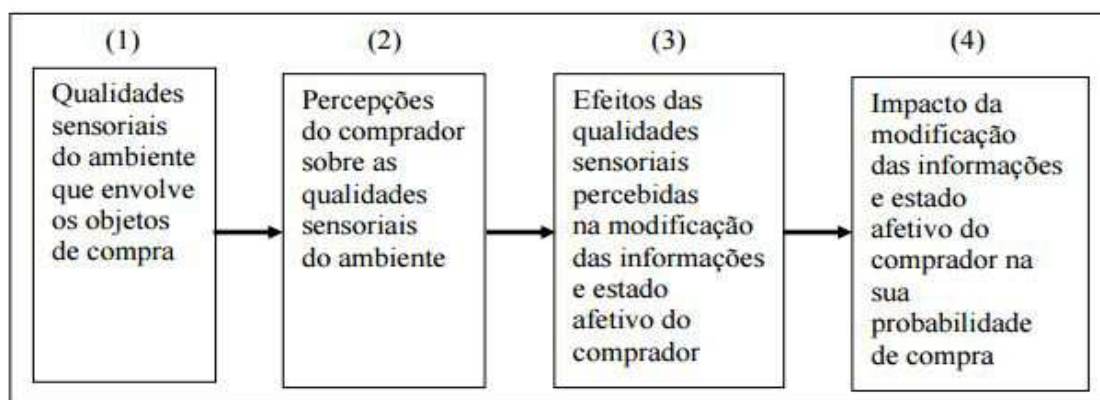 (1)
Qualidades
sensoriais
do ambiente
que envolve
os objetos
de compra
(2)
Percepções
do comprador
sobre as
qualidades
sensoriais
do ambiente
(3)
Efeitos das
qualidades
sensoriais
percebidas
na modificação
das informações
e estado
afetivo do
comprador
(4)
Impacto da
modificação
das informações
e estado
afetivo do
comprador na
sua
probabilidade
de compra